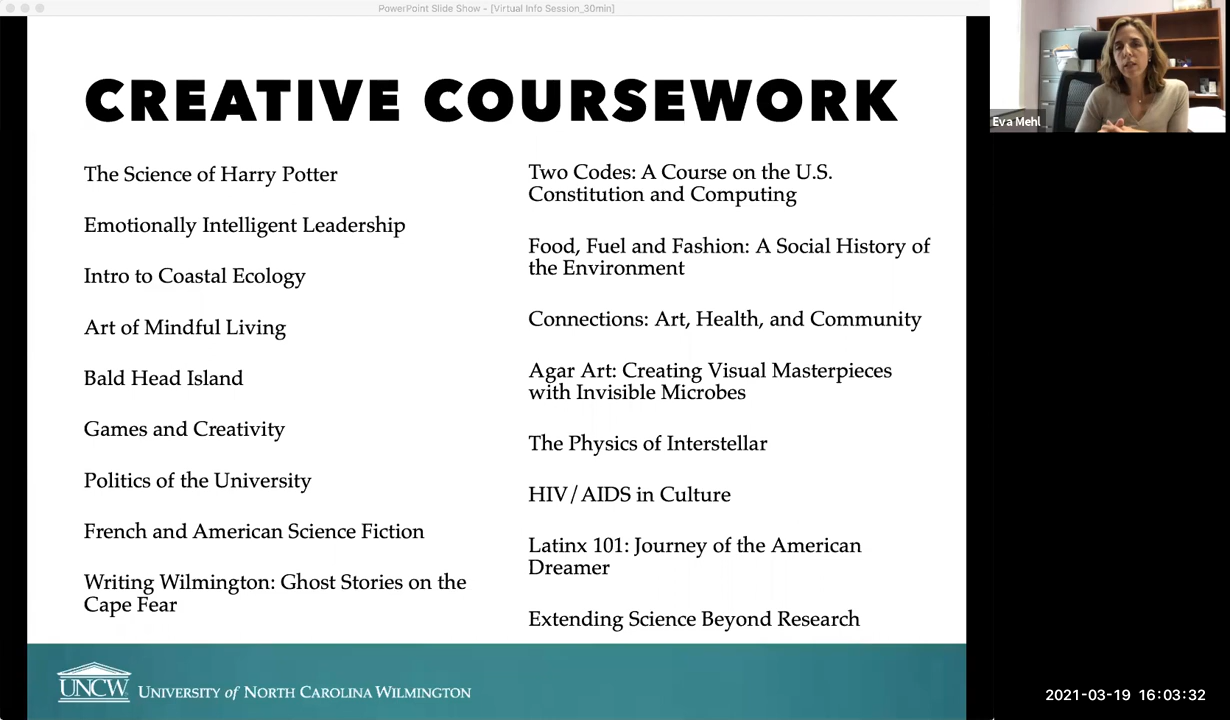 PowerPoint Slide Show - [Virtual Info Session_30min]
CREATIVE COURSEWORK
The Science of Harry Potter
Emotionally Intelligent Leadership
Intro to Coastal Ecology
Art of Mindful Living
Bald Head Island
Games and Creativity
Politics of the University
French and American Science Fiction
Writing Wilmington: Ghost Stories on the
Cape Fear
Two Codes: A Course on the U.S.
Constitution and Computing
Food, Fuel and Fashion: A Social History of
the Environment
Connections: Art, Health, and Community
Agar Art: Creating Visual Masterpieces
with Invisible Microbes
The Physics of Interstellar
HIV/AIDS in Culture
Latinx 101: Journey of the American
Dreamer
Extending Science Beyond Research
UNCW UNIVERSITY of NORTH CAROLINA WILMINGTON
Eva Mehl
2021-03-19 16:03:32